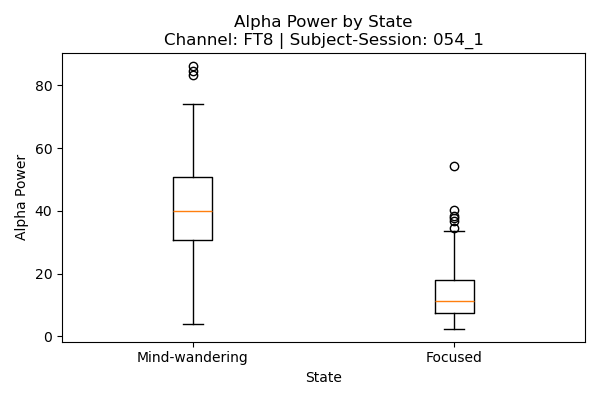 Alpha Power by State
Channel: FT8 | Subject-Session: 054_1
Alpha Power
80
60
40
20
0
Mind-wandering
Focused
State